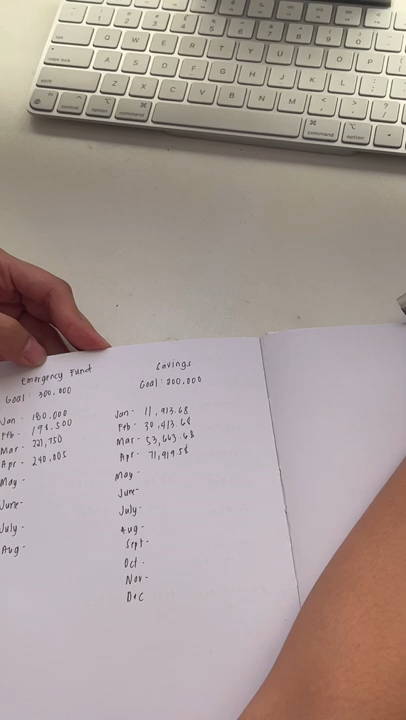 Emergency Fund
Goal: 300,000
Jan - 180,000
Feb - 198,500
Mar - 221,750
Apr - 240,005
May -
June -
July -
Aug -
Savings
Goal: 200,000
Jan - 11,913.68
Feb - 30,413.68
Mar - 53,663.68
Apr - 71,919.58
May -
June -
July -
Aug -
Sept -
Oct -
Nov -
Dec